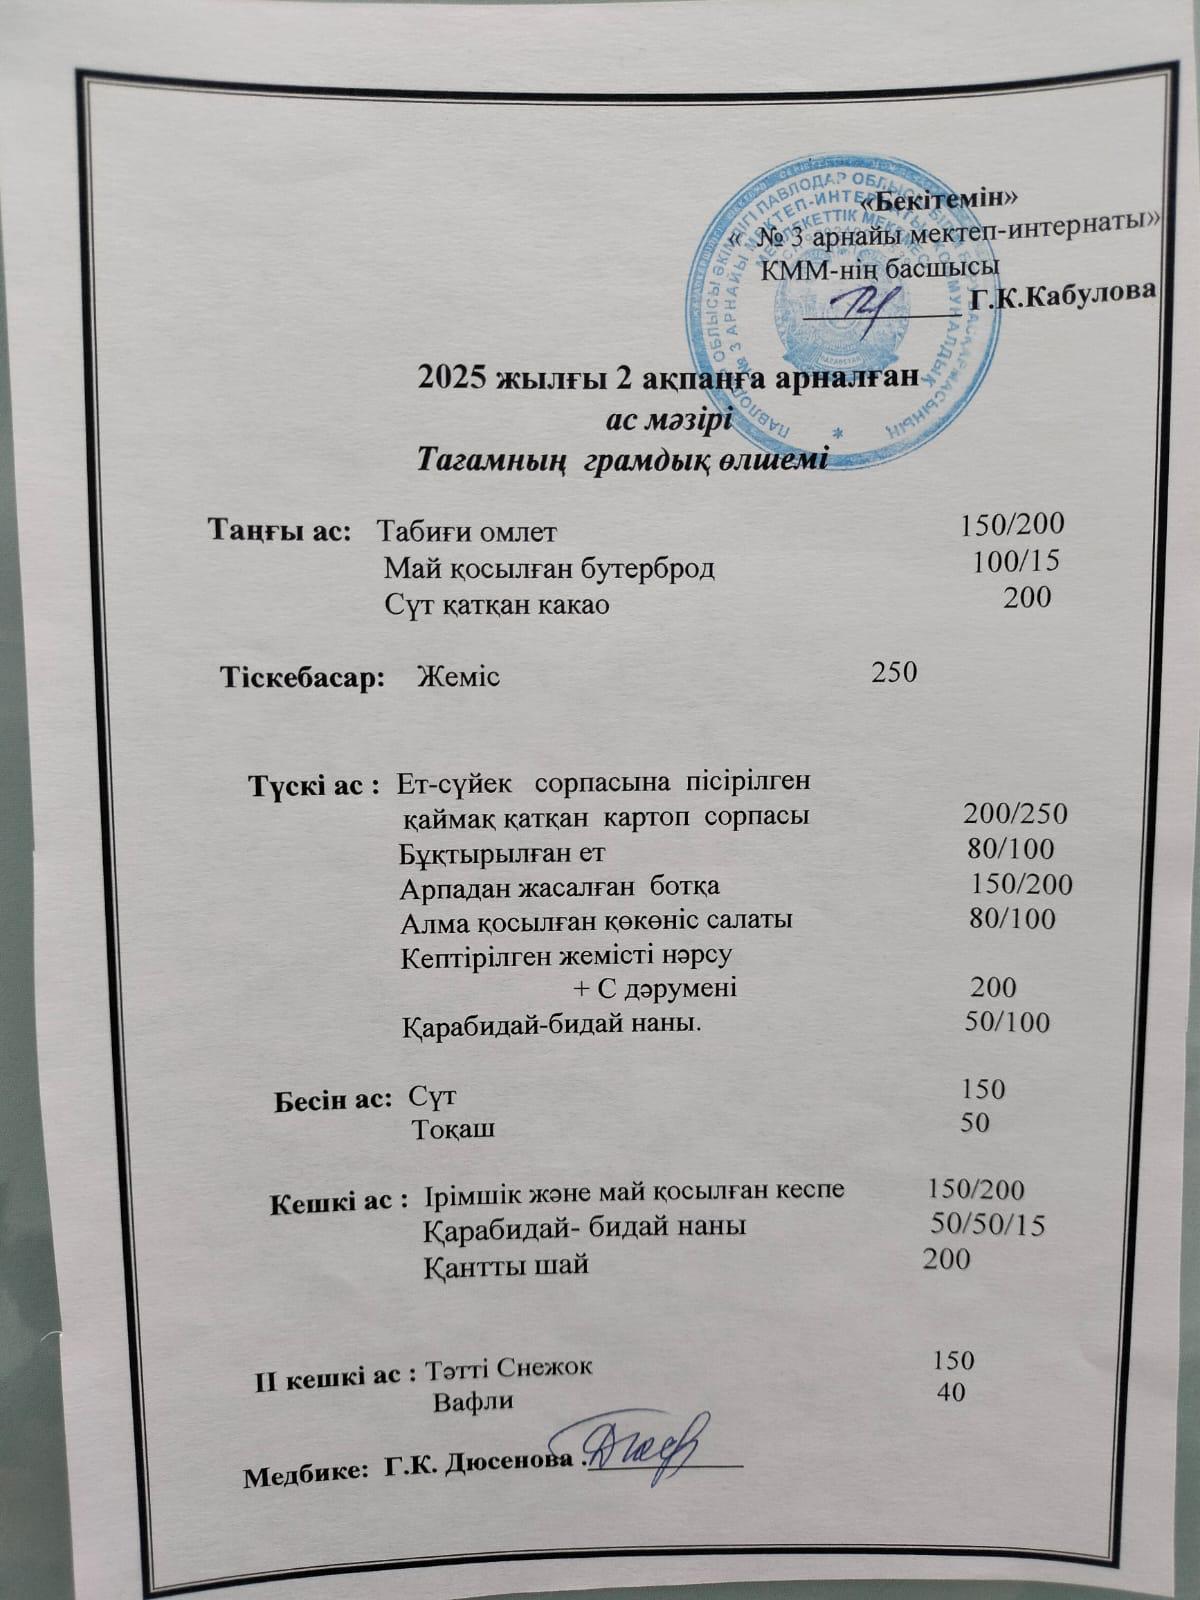 «Бекітемін»
« № 3 арнайы мектеп-интернаты»
КММ-нің басшысы
Г.К.Кабулова
2025 жылғы 2 ақпанға арналған
ас мәзірі
Тағамның грамдық өлшемі
Таңғы ас: Табиғи омлет 150/200
Май қосылған бутерброд 100/15
Сүт қатқан какао 200
Тіскебасар: Жеміс 250
Түскі ас : Ет-сүйек сорпасына пісірілген
қаймақ қатқан картоп сорпасы 200/250
Бұқтырылған ет 80/100
Арпадан жасалған ботқа 150/200
Алма қосылған қөкөніс салаты 80/100
Кептірілген жемісті нәрсу
+ С дәрумені 200
Қарабидай-бидай наны. 50/100
Бесін ас: Сүт 150
Тоқаш 50
Кешкі ас : Ірімшік және май қосылған кеспе 150/200
Қарабидай- бидай наны 50/50/15
Қантты шай 200
II кешкі ас : Тәтті Снежок 150
Вафли 40
Медбике: Г.К. Дюсенова .